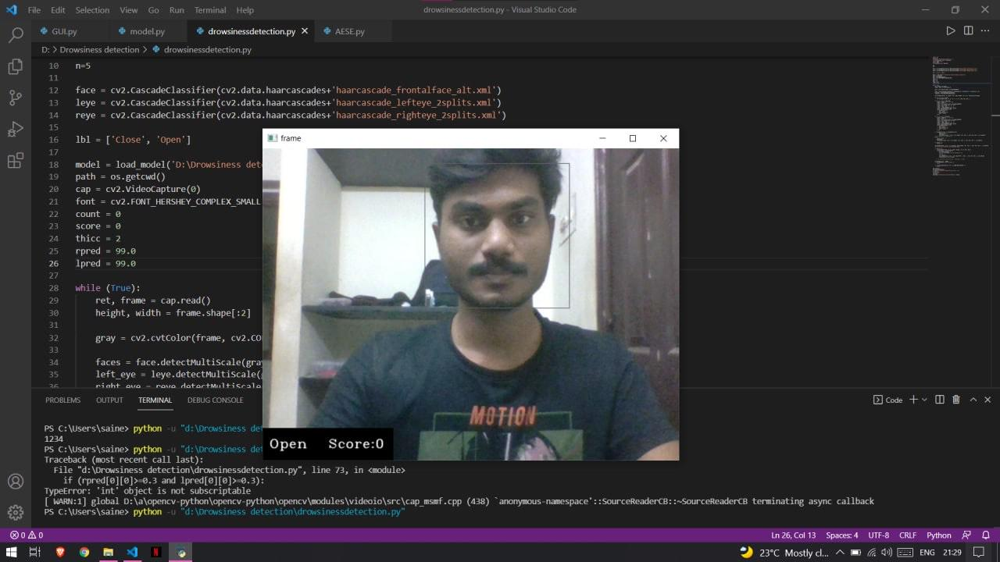 File Edit Selection View Go Run Terminal Help drowsinessdetection.py - Visual Studio Code
GUI.py model.py drowsinessdetection.py AESE.py
D: > Drowsiness detection > drowsinessdetection.py
10 n=5
11
12 face = cv2.CascadeClassifier(cv2.data.haarcascades+'haarcascade_frontalface_alt.xml')
13 leye = cv2.CascadeClassifier(cv2.data.haarcascades+'haarcascade_lefteye_2splits.xml')
14 reye = cv2.CascadeClassifier(cv2.data.haarcascades+'haarcascade_righteye_2splits.xml')
15
16 lbl = ['Close', 'Open']
17
18 model = load_model('D:\Drowsiness det
19 path = os.getcwd()
20 cap = cv2.VideoCapture(0)
21 font = cv2.FONT_HERSHEY_COMPLEX_SMALL
22 count = 0
23 score = 0
24 thicc = 2
25 rpred = 99.0
26 lpred = 99.0
27
28 while (True):
29 ret, frame = cap.read()
30 height, width = frame.shape[:2]
31
32 gray = cv2.cvtColor(frame, cv2.CO
33
34 faces = face.detectMultiScale(gra
35 left_eye = leye.detectMultiScale(
36 right_eye = reye.detectMultiScale
frame
MOTION
Open Score:0
PROBLEMS OUTPUT TERMINAL DEBUG CONSOLE Code
PS C:\Users\saine> python -u "d:\Drowsiness det
1234
PS C:\Users\saine> python -u "d:\Drowsiness det
Traceback (most recent call last):
File "d:\Drowsiness detection\drowsinessdetection.py", line 73, in <module>
if (rpred[0][0]>=0.3 and lpred[0][0]>=0.3):
TypeError: 'int' object is not subscriptable
[ WARN:1] global D:\a\opencv-python\opencv-python\opencv\modules\videoio\src\cap_msmf.cpp (438) `anonymous-namespace'::SourceReaderCB::~SourceReaderCB terminating async callback
PS C:\Users\saine> python -u "d:\Drowsiness detection\drowsinessdetection.py"
0 0 Ln 26, Col 13 Spaces: 4 UTF-8 CRLF Python
23°C Mostly cl... ENG 21:29